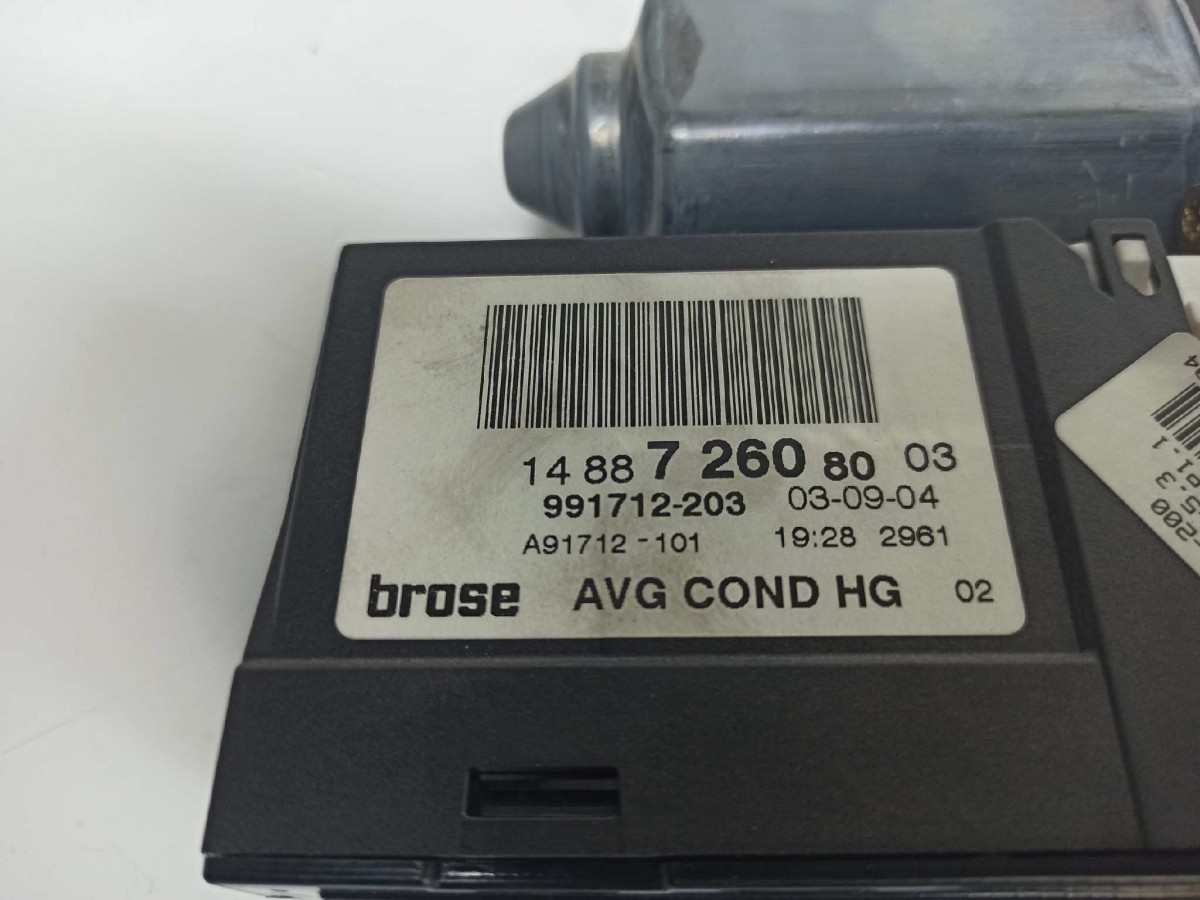 14 88 7 260 80 03
991712-203 03-09-04
A91712 - 101 19:28 2961
brose AVG COND HG 02